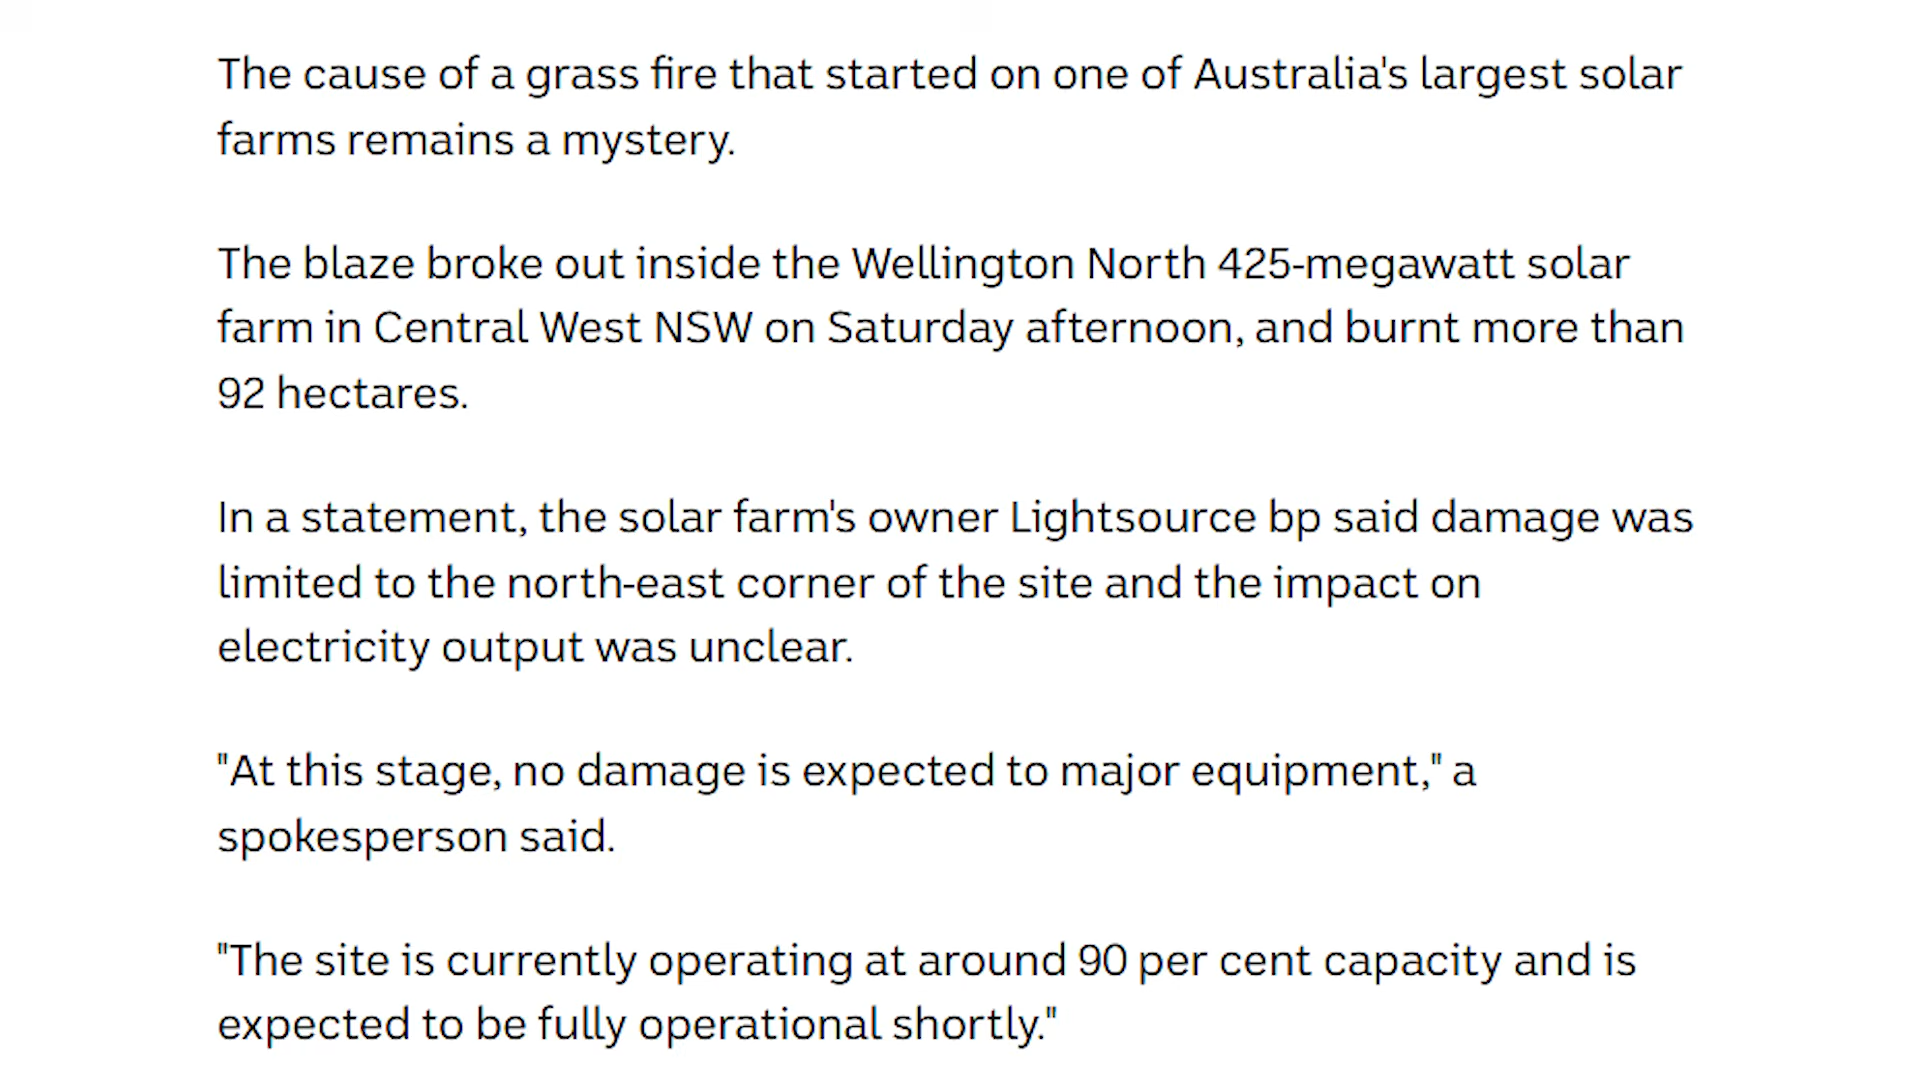 The cause of a grass fire that started on one of Australia's largest solar
farms remains a mystery.
The blaze broke out inside the Wellington North 425-megawatt solar
farm in Central West NSW on Saturday afternoon, and burnt more than
92 hectares.
In a statement, the solar farm's owner Lightsource bp said damage was
limited to the north-east corner of the site and the impact on
electricity output was unclear.
"At this stage, no damage is expected to major equipment," a
spokesperson said.
"The site is currently operating at around 90 per cent capacity and is
expected to be fully operational shortly."